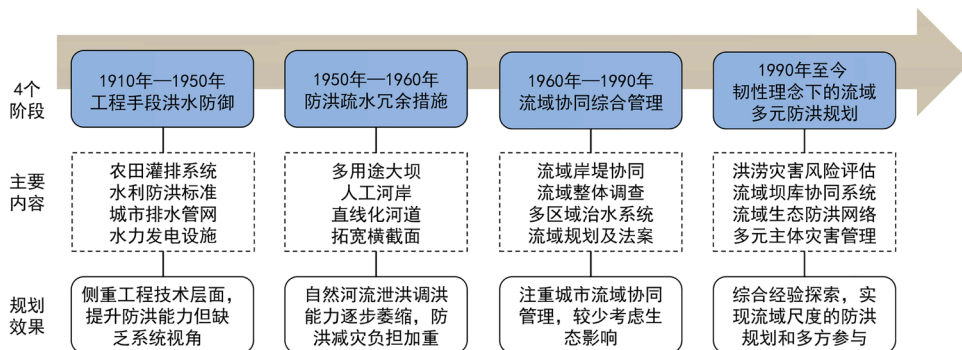 4个
阶段
1910年—1950年
工程手段洪水防御
1950年—1960年
防洪疏水冗余措施
1960年—1990年
流域协同综合管理
1990年至今
韧性理念下的流域
多元防洪规划
主要
内容
农田灌排系统
水利防洪标准
城市排水管网
水力发电设施
多用途大坝
人工河岸
直线化河道
拓宽横截面
流域岸堤协同
流域整体调查
多区域治水系统
流域规划及法案
洪涝灾害风险评估
流域坝库协同系统
流域生态防洪网络
多元主体灾害管理
规划
效果
侧重工程技术层面，
提升防洪能力但缺
乏系统视角
自然河流泄洪调洪
能力逐步萎缩，防
洪减灾负担加重
注重城市流域协同
管理，较少考虑生
态影响
综合经验探索，实
现流域尺度的防洪
规划和多方参与